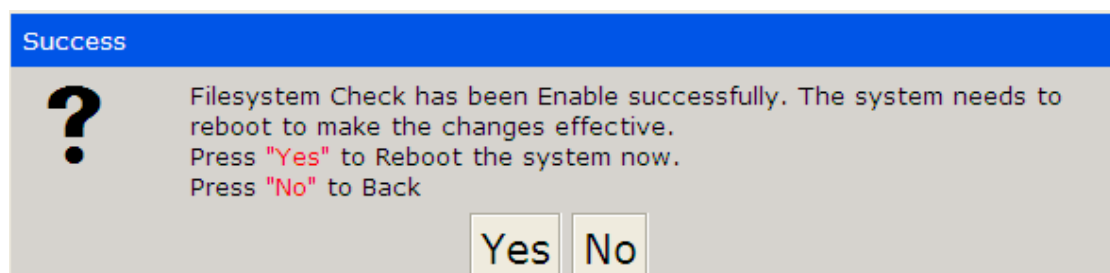 Success
Filesystem Check has been Enable successfully. The system needs to
reboot to make the changes effective.
Press "Yes" to Reboot the system now.
Press "No" to Back
Yes No